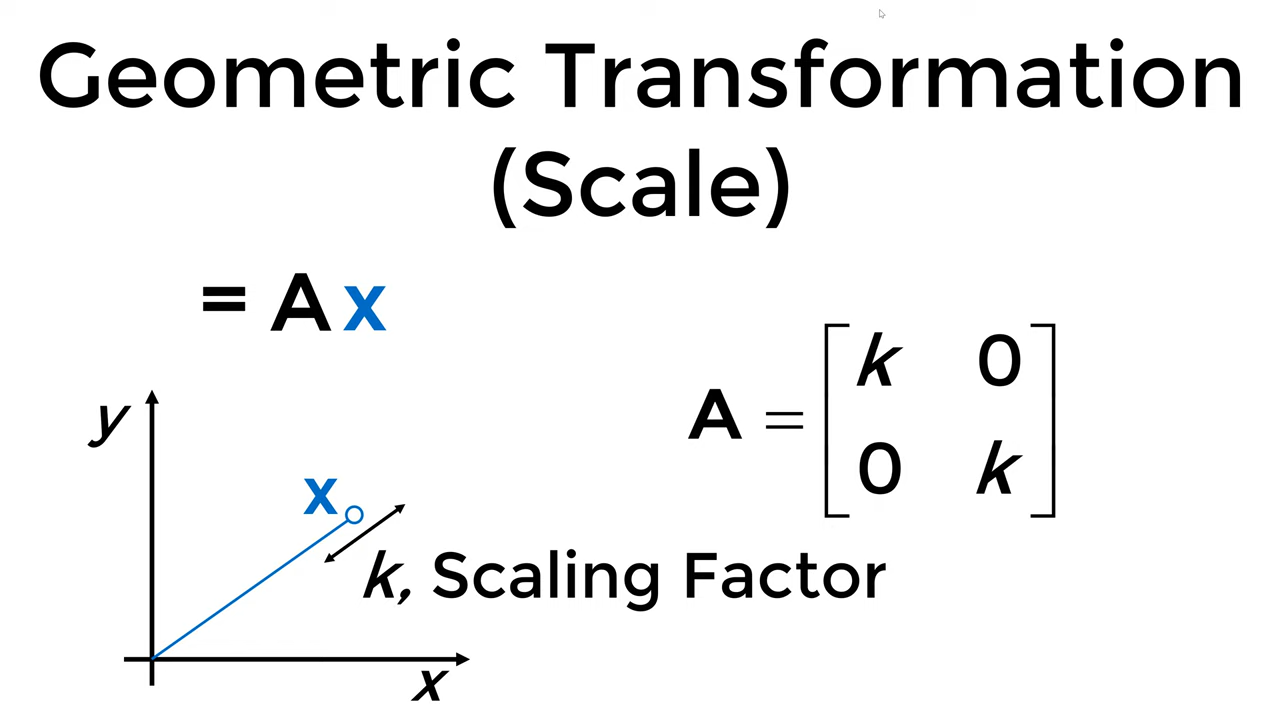 Geometric Transformation
(Scale)
= A x
A = [ k 0
0 k ]
y
x
k, Scaling Factor
x